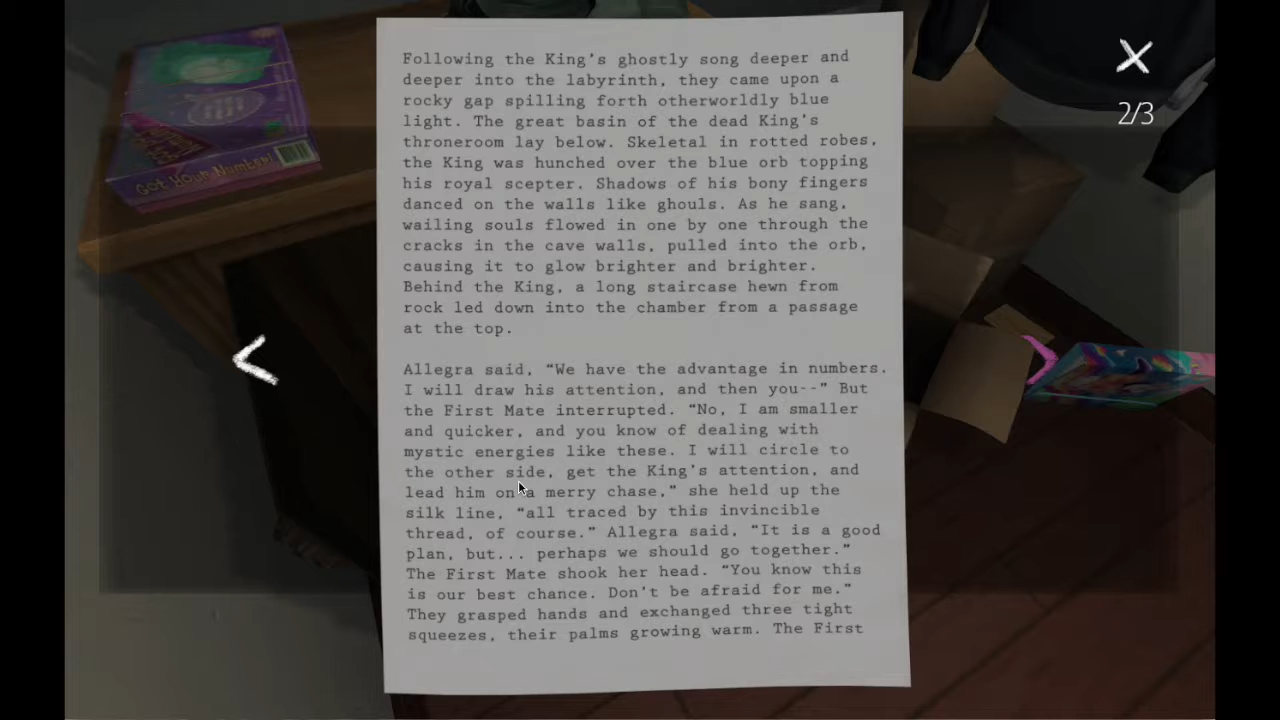 Got Your Number!
2/3
Following the King's ghostly song deeper and
deeper into the labyrinth, they came upon a
rocky gap spilling forth otherworldly blue
light. The great basin of the dead King's
throneroom lay below. Skeletal in rotted robes,
the King was hunched over the blue orb topping
his royal scepter. Shadows of his bony fingers
danced on the walls like ghouls. As he sang,
wailing souls flowed in one by one through the
cracks in the cave walls, pulled into the orb,
causing it to glow brighter and brighter.
Behind the King, a long staircase hewn from
rock led down into the chamber from a passage
at the top.
Allegra said, “We have the advantage in numbers.
I will draw his attention, and then you--” But
the First Mate interrupted. “No, I am smaller
and quicker, and you know of dealing with
mystic energies like these. I will circle to
the other side, get the King's attention, and
lead him on a merry chase,” she held up the
silk line, “all traced by this invincible
thread, of course.” Allegra said, “It is a good
plan, but... perhaps we should go together.”
The First Mate shook her head. “You know this
is our best chance. Don't be afraid for me.”
They grasped hands and exchanged three tight
squeezes, their palms growing warm. The First